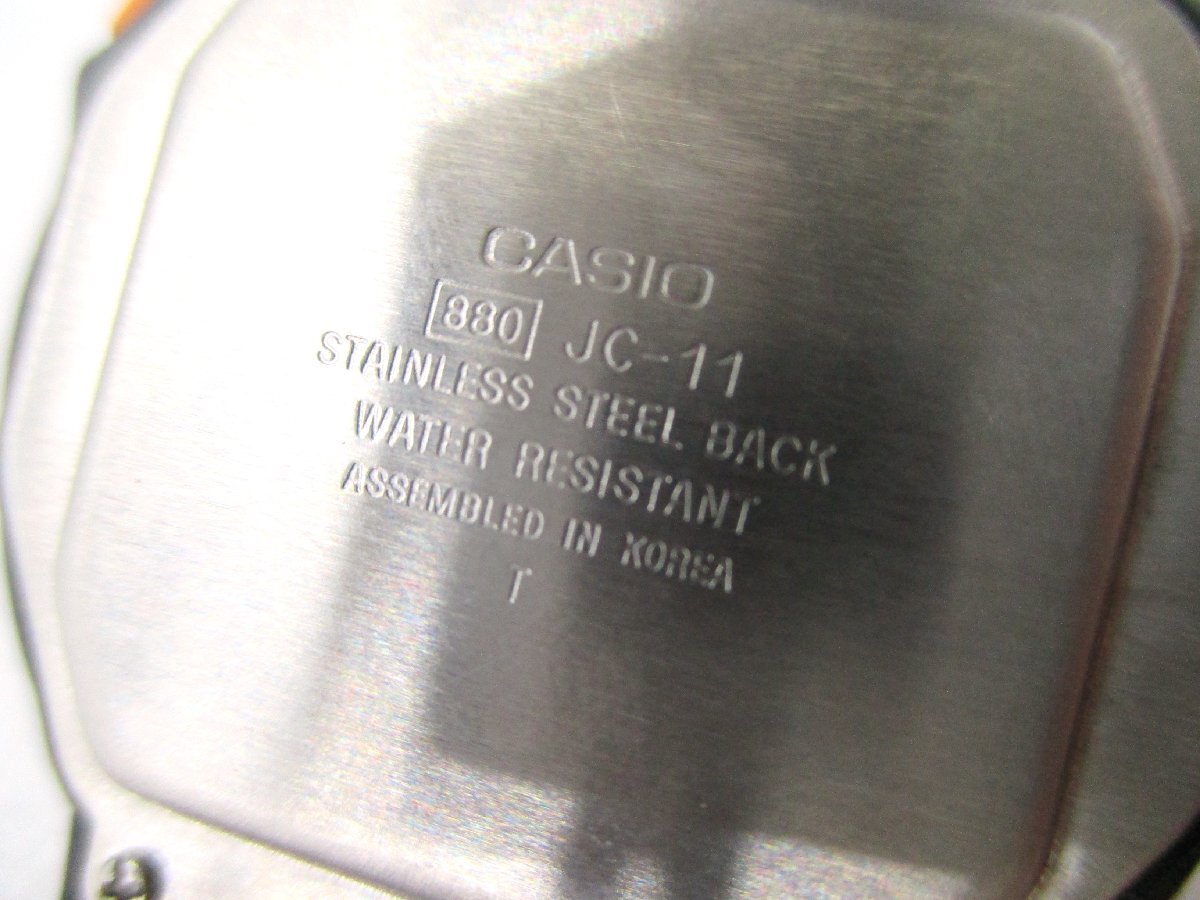 CASIO
880 JC-11
STAINLESS STEEL BACK
WATER RESISTANT
ASSEMBLED IN KOREA
T